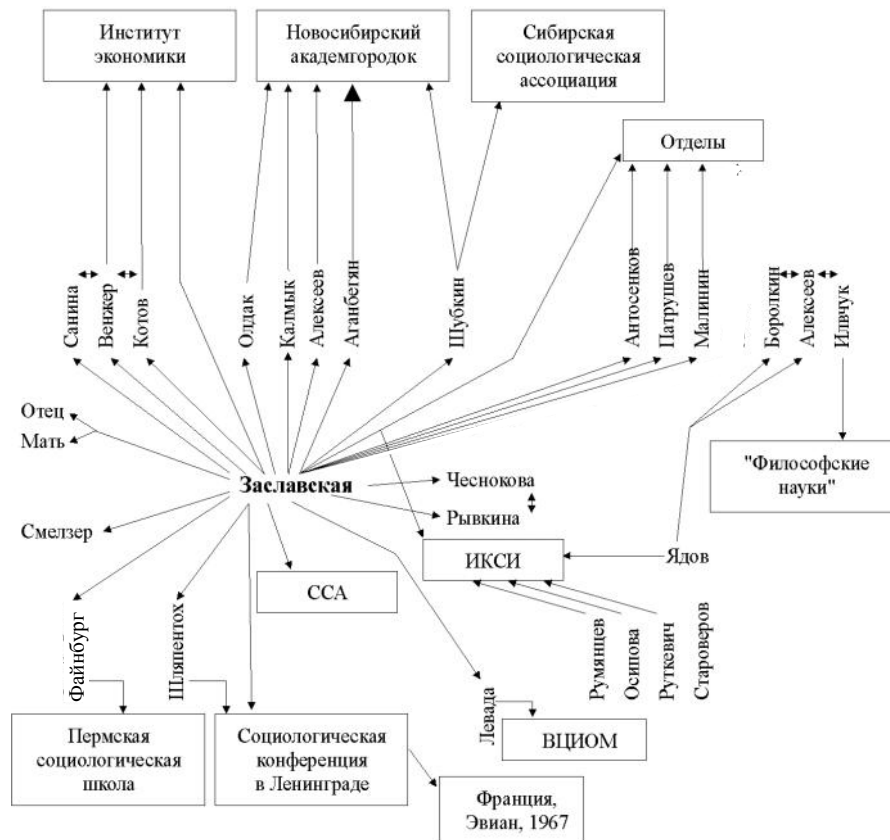 Институт
экономики
Новосибирский
академгородок
Сибирская
социологическая
ассоциация
Отделы
Санина
Венжер
Котов
Олдак
Калмык
Алексеев
Аганбегян
Шубкин
Антосенков
Патрушев
Малинин
Боролкин
Алексеев
Илвчук
Отец
Мать
"Философские
науки"
Заславская
Чеснокова
Рывкина
Смелзер
ИКСИ
Ядов
ССА
Файнбург
Шляпентох
Румянцев
Осипова
Руткевич
Староверов
Левада
Пермская
социологическая
школа
Социологическая
конференция
в Ленинграде
ВЦИОМ
Франция,
Эвиан, 1967